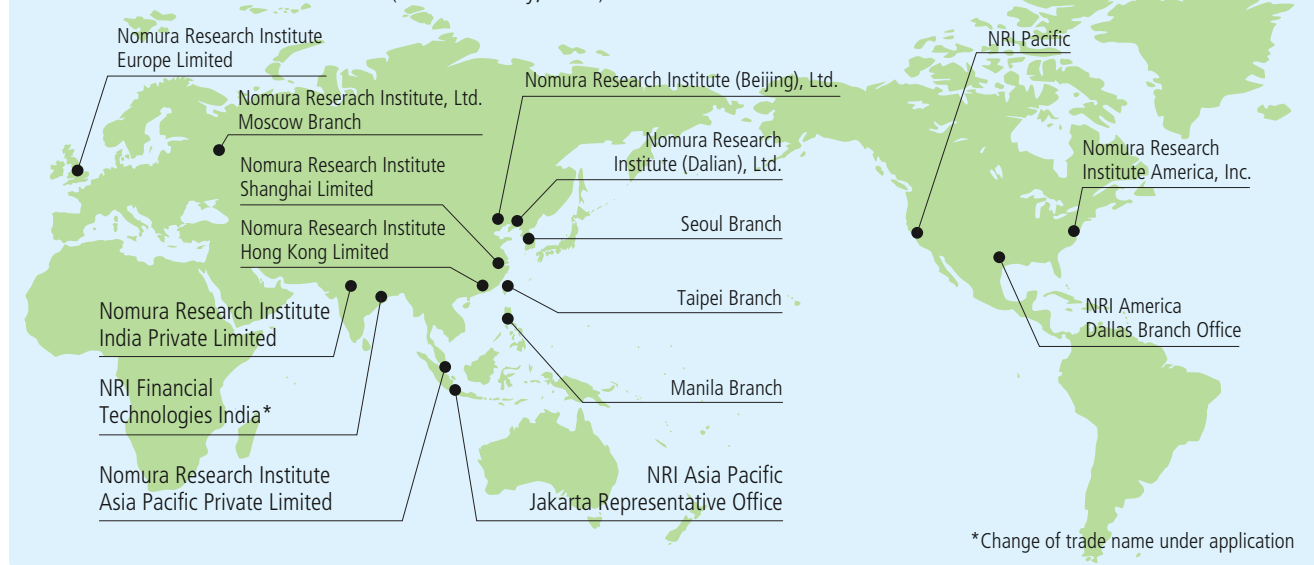 Nomura Research Institute
Europe Limited
Nomura Reserach Institute, Ltd.
Moscow Branch
Nomura Research Institute
Shanghai Limited
Nomura Research Institute
Hong Kong Limited
Nomura Research Institute
India Private Limited
NRI Financial
Technologies India*
Nomura Research Institute
Asia Pacific Private Limited
Nomura Research Institute (Beijing), Ltd.
Nomura Research
Institute (Dalian), Ltd.
Seoul Branch
Taipei Branch
Manila Branch
NRI Asia Pacific
Jakarta Representative Office
NRI Pacific
Nomura Research
Institute America, Inc.
NRI America
Dallas Branch Office
*Change of trade name under application